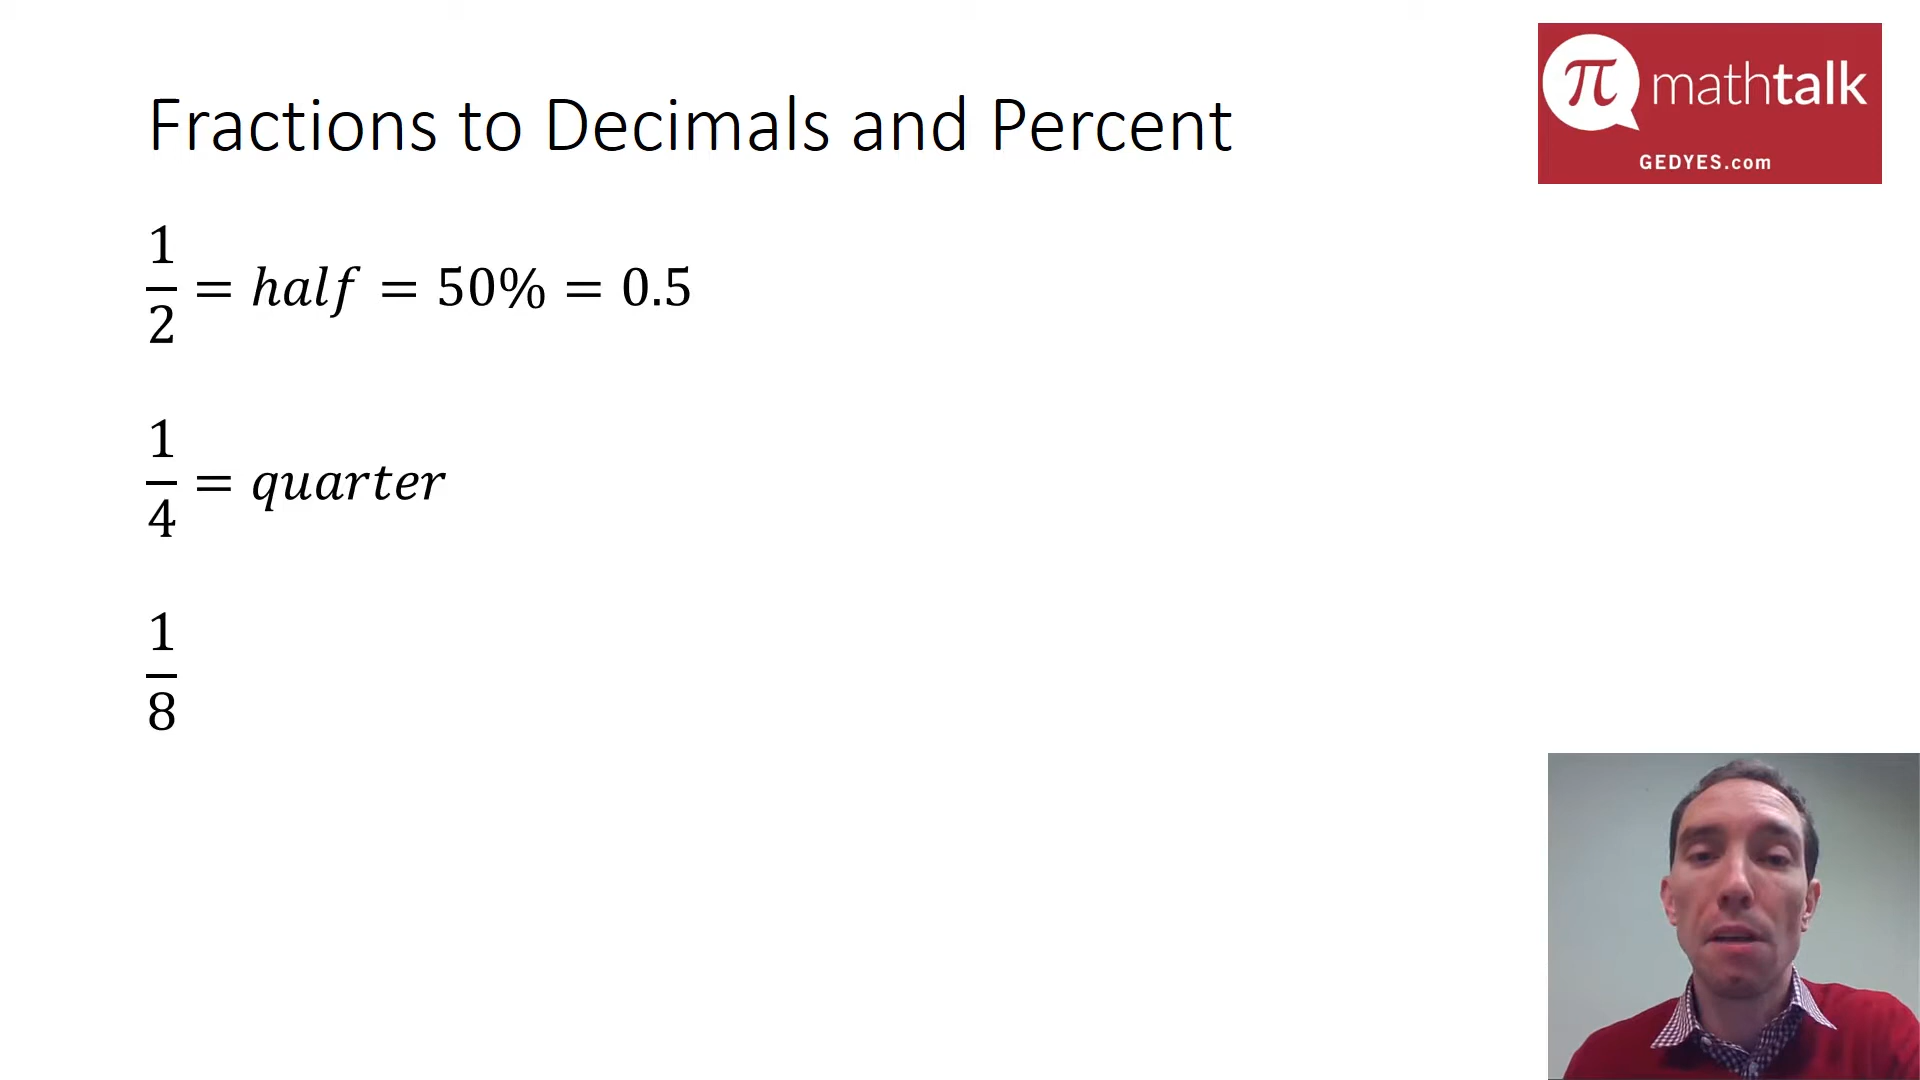 π mathtalk
GEDYES.com
Fractions to Decimals and Percent
1/2 = half = 50% = 0.5
1/4 = quarter
1/8